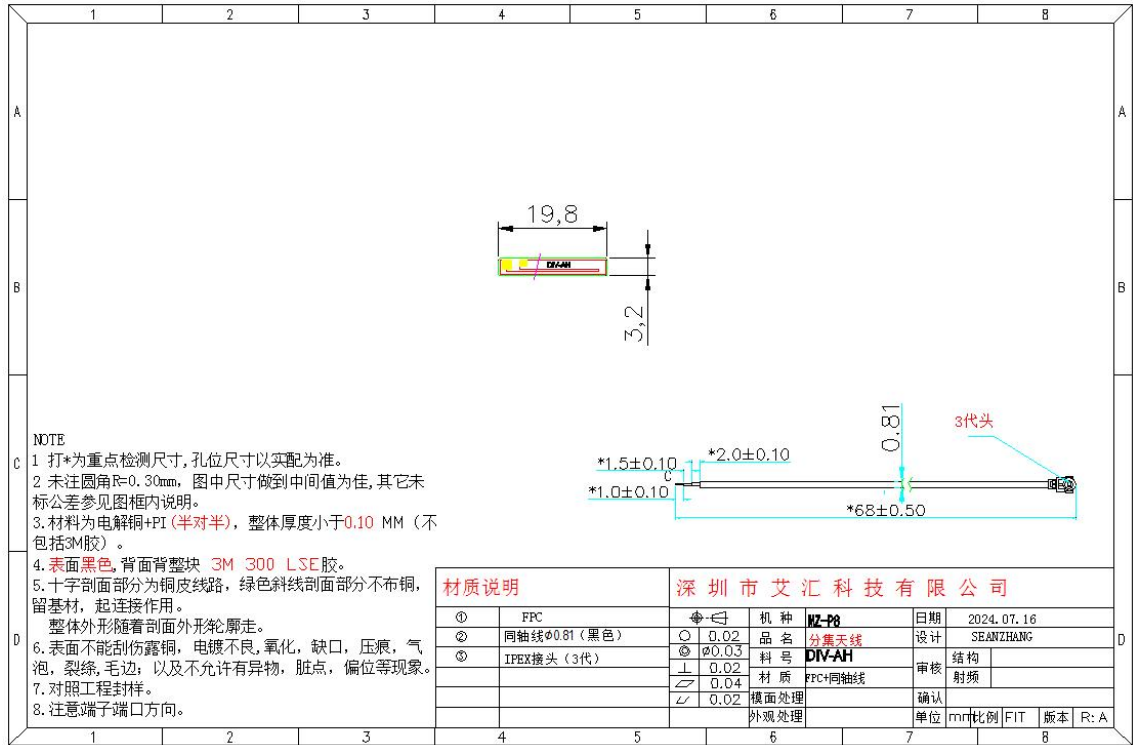 1 2 3 4 5 6 7 8
A A
19,8
DIV-AH
B B
3,2
0.81
3代头
*1.5±0.10 *2.0±0.10
C
*1.0±0.10
*68±0.50
C
NOTE
1 打*为重点检测尺寸,孔位尺寸以实配为准。
2 未注圆角R=0.30mm，图中尺寸做到中间值为佳,其它未
标公差参见图框内说明。
3.材料为电解铜+PI(半对半)，整体厚度小于0.10 MM（不
包括3M胶）。
4.表面黑色,背面背整块 3M 300 LSE胶。
5.十字剖面部分为铜皮线路，绿色斜线剖面部分不布铜，
留基材，起连接作用。
整体外形随着剖面外形轮廓走。
6.表面不能刮伤露铜，电镀不良,氧化，缺口，压痕，气
泡，裂绦,毛边；以及不允许有异物，脏点，偏位等现象。
7.对照工程封样。
8.注意端子端口方向。
D D
材质说明
① FPC
② 同轴线Ø0.81（黑色）
③ IPEX接头（3代）
深圳市艾汇科技有限公司
0.02
Ø0.03
0.02
0.04
0.02
机种 MZ-P8 日期 2024.07.16
品名 分集天线 设计 SEANZHANG
料号 DIV-AH 审核 结构
材质 FPC+同轴线 射频
模面处理 确认
外观处理 单位 mm 比例 FIT 版本 R:A
1 2 3 4 5 6 7 8